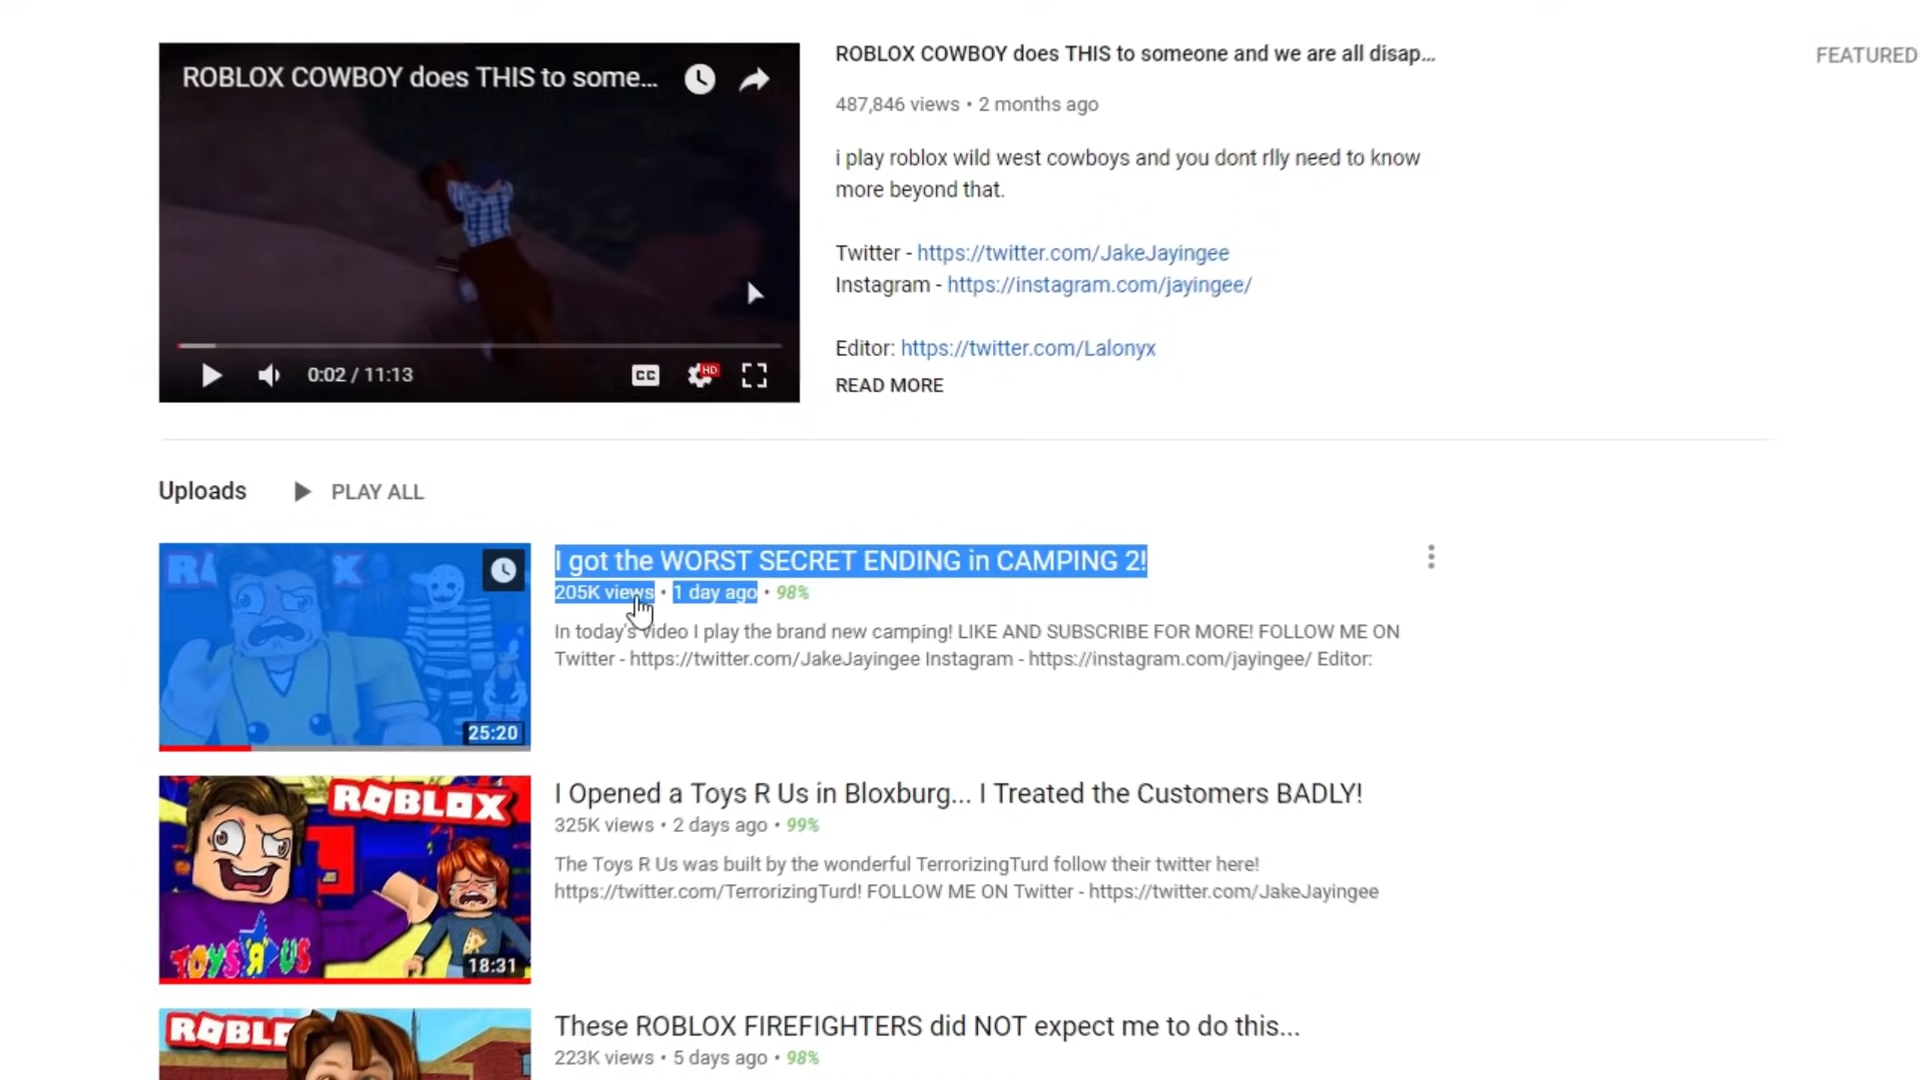 ROBLOX COWBOY does THIS to some...
0:02 / 11:13
CC
HD
ROBLOX COWBOY does THIS to someone and we are all disap...
487,846 views • 2 months ago
i play roblox wild west cowboys and you dont rlly need to know
more beyond that.
Twitter - https://twitter.com/JakeJayingee
Instagram - https://instagram.com/jayingee/
Editor: https://twitter.com/Lalonyx
READ MORE
FEATURED
Uploads
PLAY ALL
25:20
I got the WORST SECRET ENDING in CAMPING 2!
205K views • 1 day ago • 98%
In today's video I play the brand new camping! LIKE AND SUBSCRIBE FOR MORE! FOLLOW ME ON
Twitter - https://twitter.com/JakeJayingee Instagram - https://instagram.com/jayingee/ Editor:
ROBLOX
TOYS R US
18:31
I Opened a Toys R Us in Bloxburg... I Treated the Customers BADLY!
325K views • 2 days ago • 99%
The Toys R Us was built by the wonderful TerrorizingTurd follow their twitter here!
https://twitter.com/TerrorizingTurd! FOLLOW ME ON Twitter - https://twitter.com/JakeJayingee
ROBL
These ROBLOX FIREFIGHTERS did NOT expect me to do this...
223K views • 5 days ago • 98%